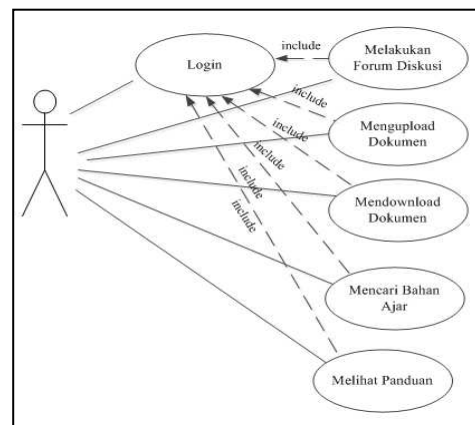 Login
include
Melakukan
Forum Diskusi
include
Mengupload
Dokumen
include
Mendownload
Dokumen
include
include
include
Mencari Bahan
Ajar
Melihat Panduan